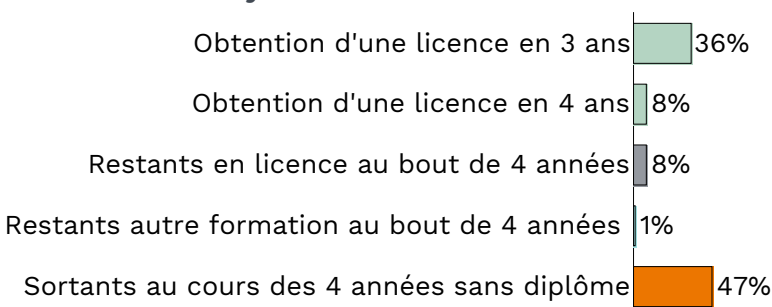 Obtention d'une licence en 3 ans 36%
Obtention d'une licence en 4 ans 8%
Restants en licence au bout de 4 années 8%
Restants autre formation au bout de 4 années 1%
Sortants au cours des 4 années sans diplôme 47%